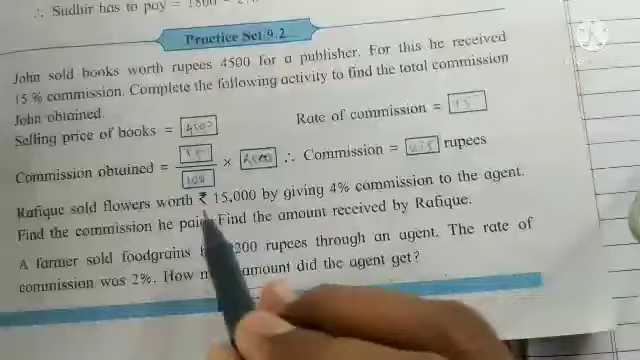 ∴ Sudhir has to pay = 1800
Practice Set 9.2
John sold books worth rupees 4500 for a publisher. For this he received
15 % commission. Complete the following activity to find the total commission
John obtained.
Selling price of books = 4500 Rate of commission = 15
Commission obtained = 15/100 × 4500 ∴ Commission = 675 rupees
Rafique sold flowers worth ₹ 15,000 by giving 4% commission to the agent.
Find the commission he Find the amount received by Rafique.
A farmer sold foodgrains 200 rupees through an agent. The rate of
commission was 2%. How amount did the agent get?